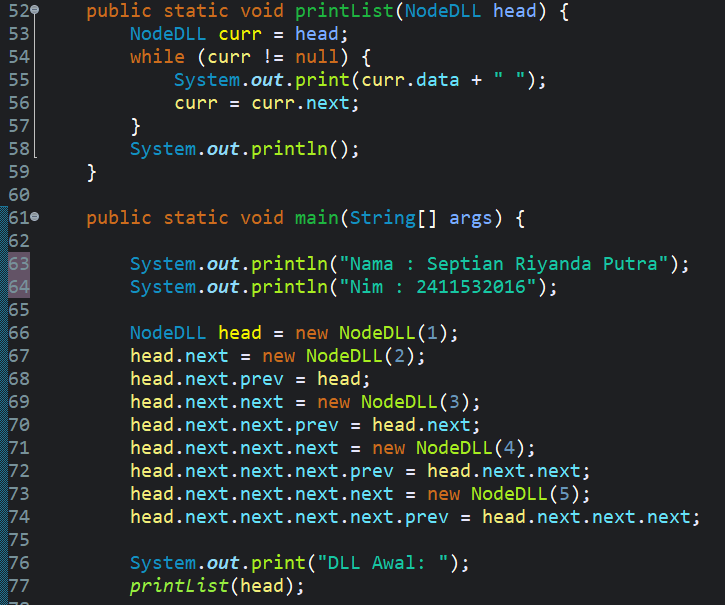 52 public static void printList(NodeDLL head) {
53 NodeDLL curr = head;
54 while (curr != null) {
55 System.out.print(curr.data + " ");
56 curr = curr.next;
57 }
58 System.out.println();
59 }
60
61 public static void main(String[] args) {
62
63 System.out.println("Nama : Septian Riyanda Putra");
64 System.out.println("Nim : 2411532016");
65
66 NodeDLL head = new NodeDLL(1);
67 head.next = new NodeDLL(2);
68 head.next.prev = head;
69 head.next.next = new NodeDLL(3);
70 head.next.next.prev = head.next;
71 head.next.next.next = new NodeDLL(4);
72 head.next.next.next.prev = head.next.next;
73 head.next.next.next.next = new NodeDLL(5);
74 head.next.next.next.next.prev = head.next.next.next;
75
76 System.out.print("DLL Awal: ");
77 printList(head);